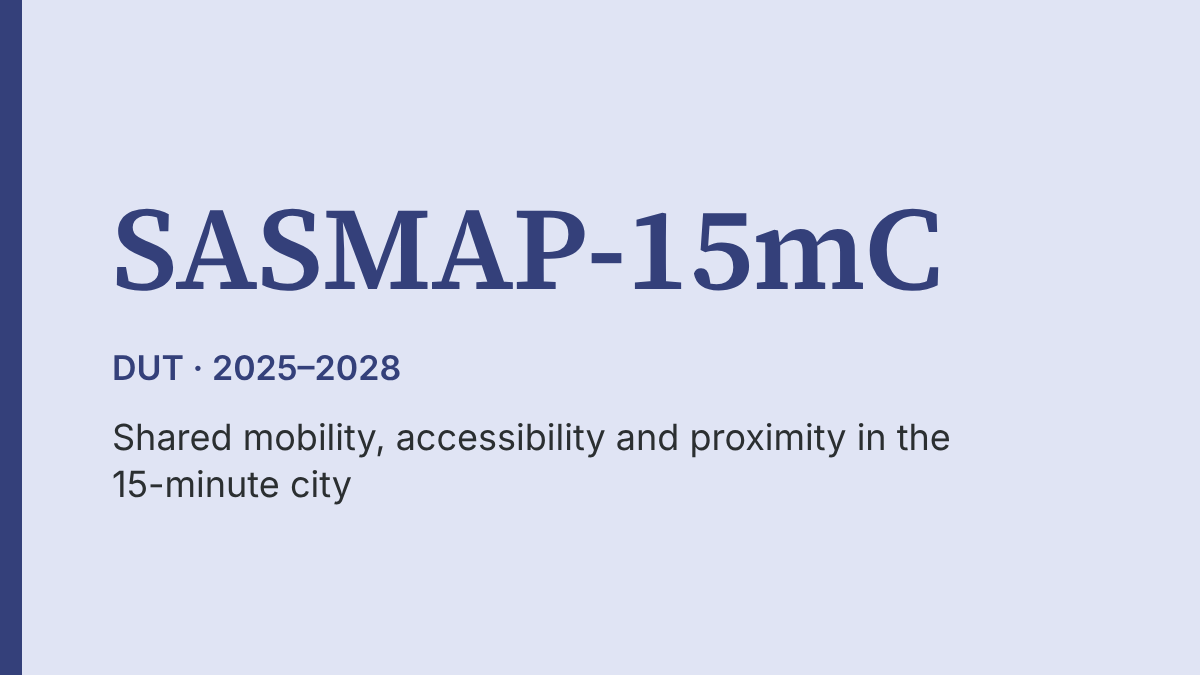 SASMAP-15mC
DUT · 2025–2028
Shared mobility, accessibility and proximity in the
15-minute city